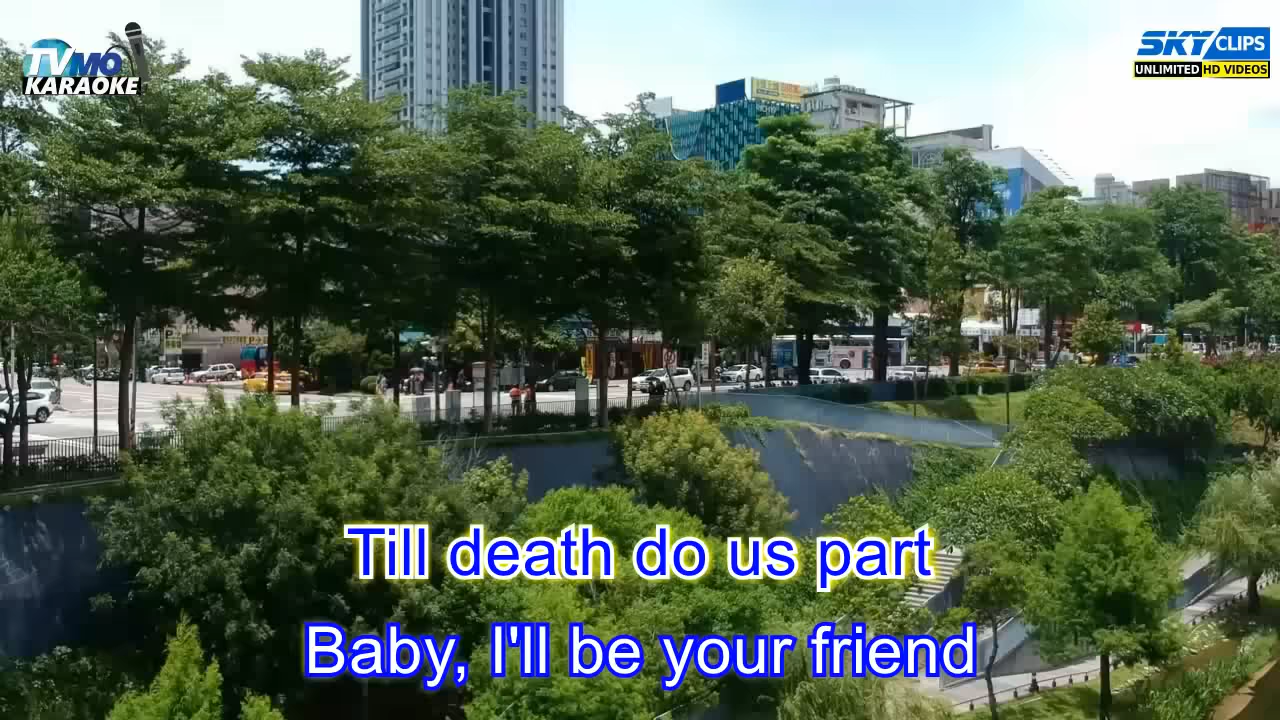 TVMO
KARAOKE
SKY CLIPS
UNLIMITED HD VIDEOS
Till death do us part
Baby, I'll be your friend